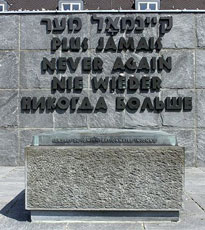 קיינמאל מער
PLUS JAMAIS
NEVER AGAIN
NIE WIEDER
НИКОГДА БОЛЬШЕ